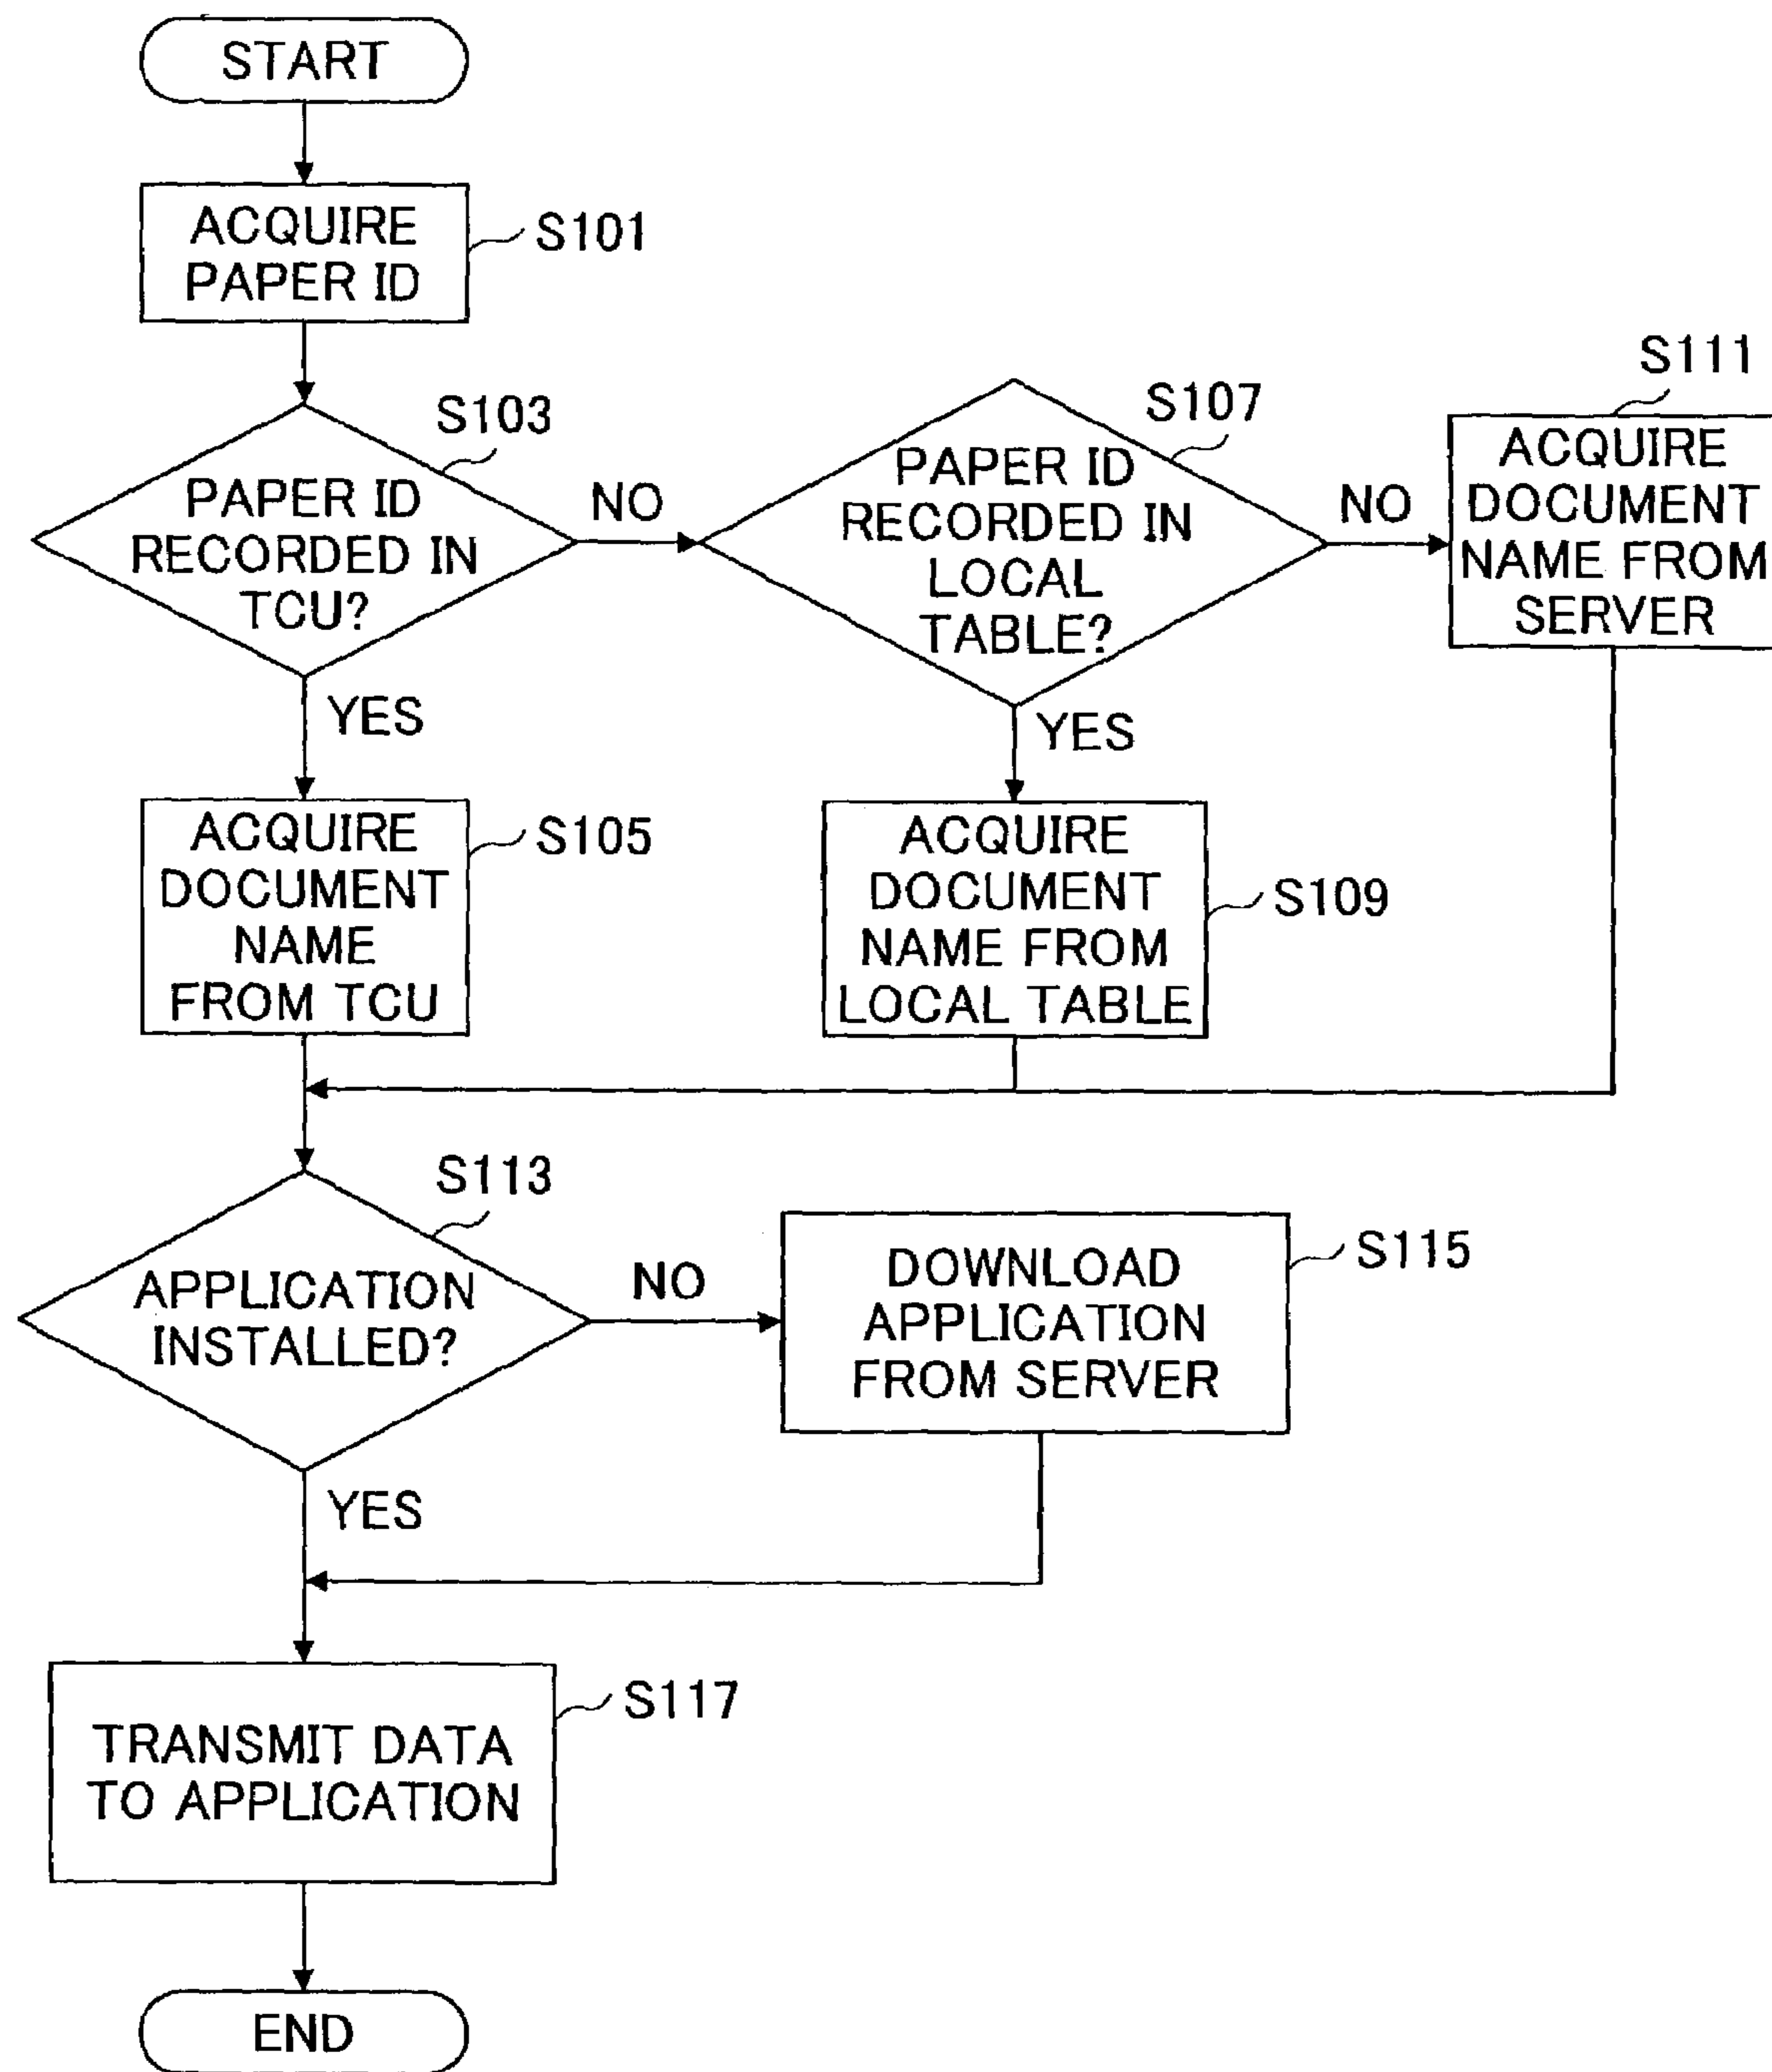 START
ACQUIRE
PAPER ID
S101
S103
PAPER ID
RECORDED IN
TCU?
NO
YES
S107
PAPER ID
RECORDED IN
LOCAL
TABLE?
NO
YES
S111
ACQUIRE
DOCUMENT
NAME FROM
SERVER
ACQUIRE
DOCUMENT
NAME
FROM TCU
S105
ACQUIRE
DOCUMENT
NAME FROM
LOCAL TABLE
S109
S113
APPLICATION
INSTALLED?
NO
YES
DOWNLOAD
APPLICATION
FROM SERVER
S115
TRANSMIT DATA
TO APPLICATION
S117
END